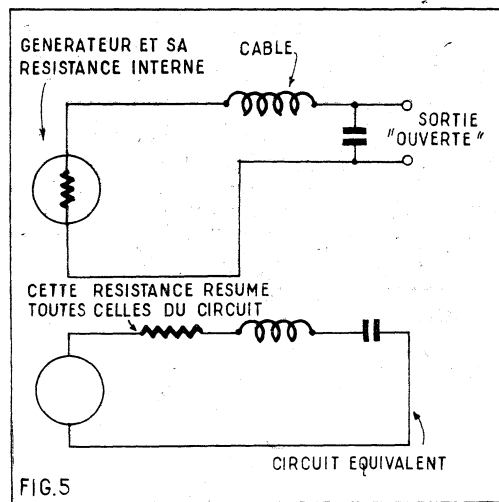 GENERATEUR ET SA
RESISTANCE INTERNE
CABLE
SORTIE
"OUVERTE"
CETTE RESISTANCE RESUME
TOUTES CELLES DU CIRCUIT
CIRCUIT EQUIVALENT
FIG.5